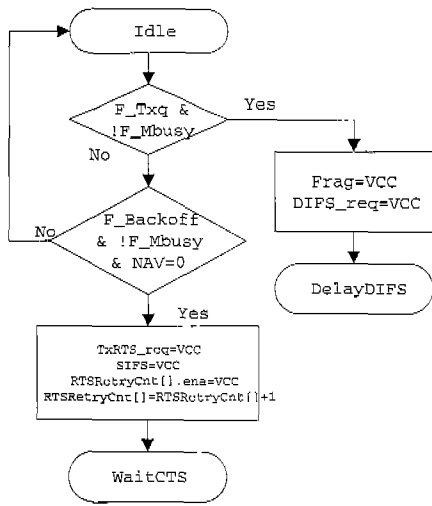 Idle
F_Txq &
!F_Mbusy
Yes
No
Frag=VCC
DIFS_req=VCC
F_Backoff
& !F_Mbusy
& NAV=0
No
DelayDIFS
Yes
TxRTS_req=VCC
SIFS=VCC
RTSRetryCnt[].ena=VCC
RTSRetryCnt[]=RTSRetryCnt[]+1
WaitCTS